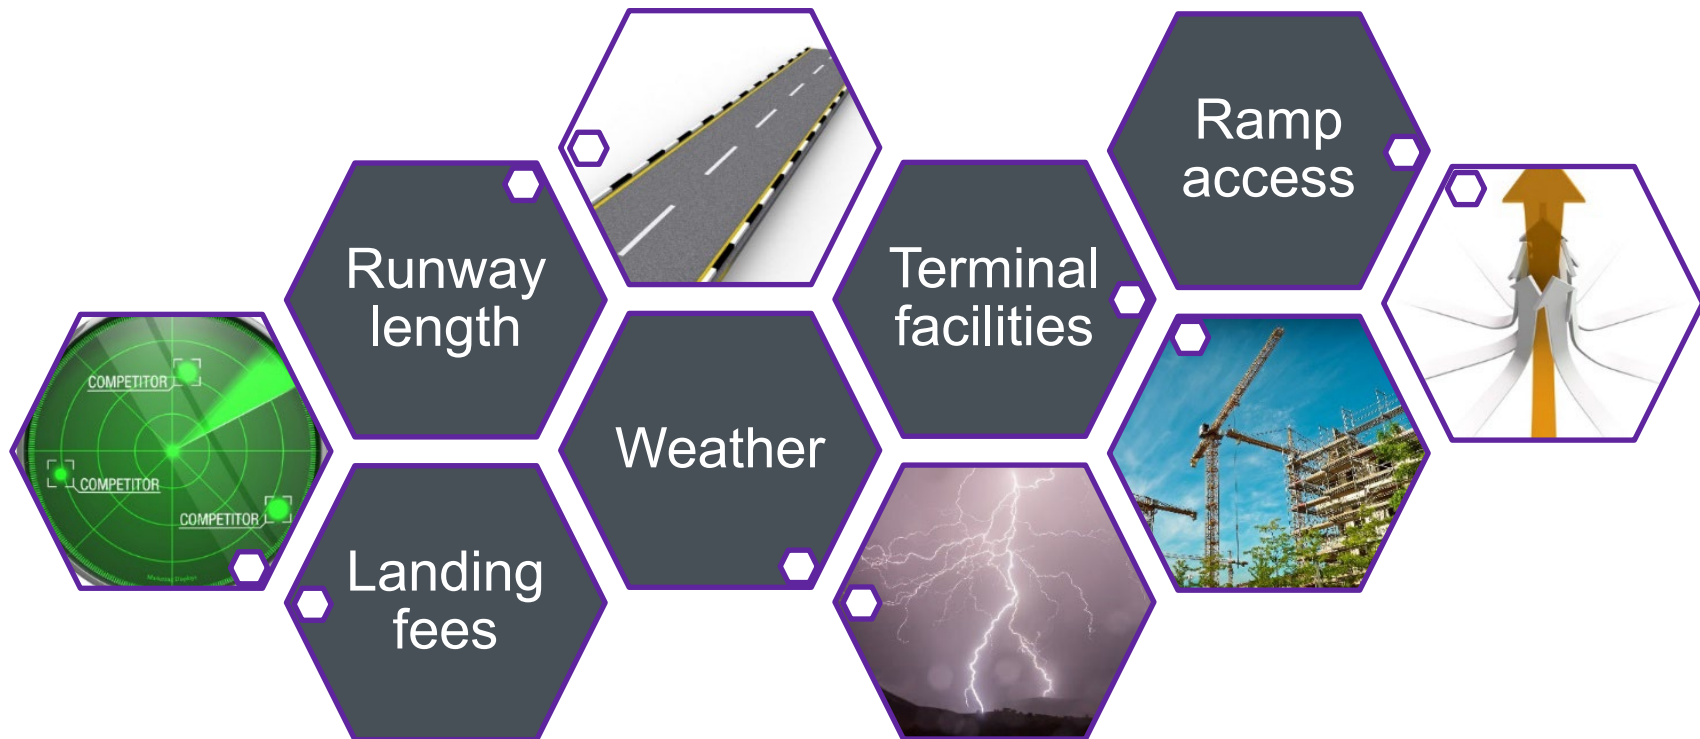 Ramp
access
Runway
length
Terminal
facilities
COMPETITOR
COMPETITOR
COMPETITOR
Weather
Landing
fees